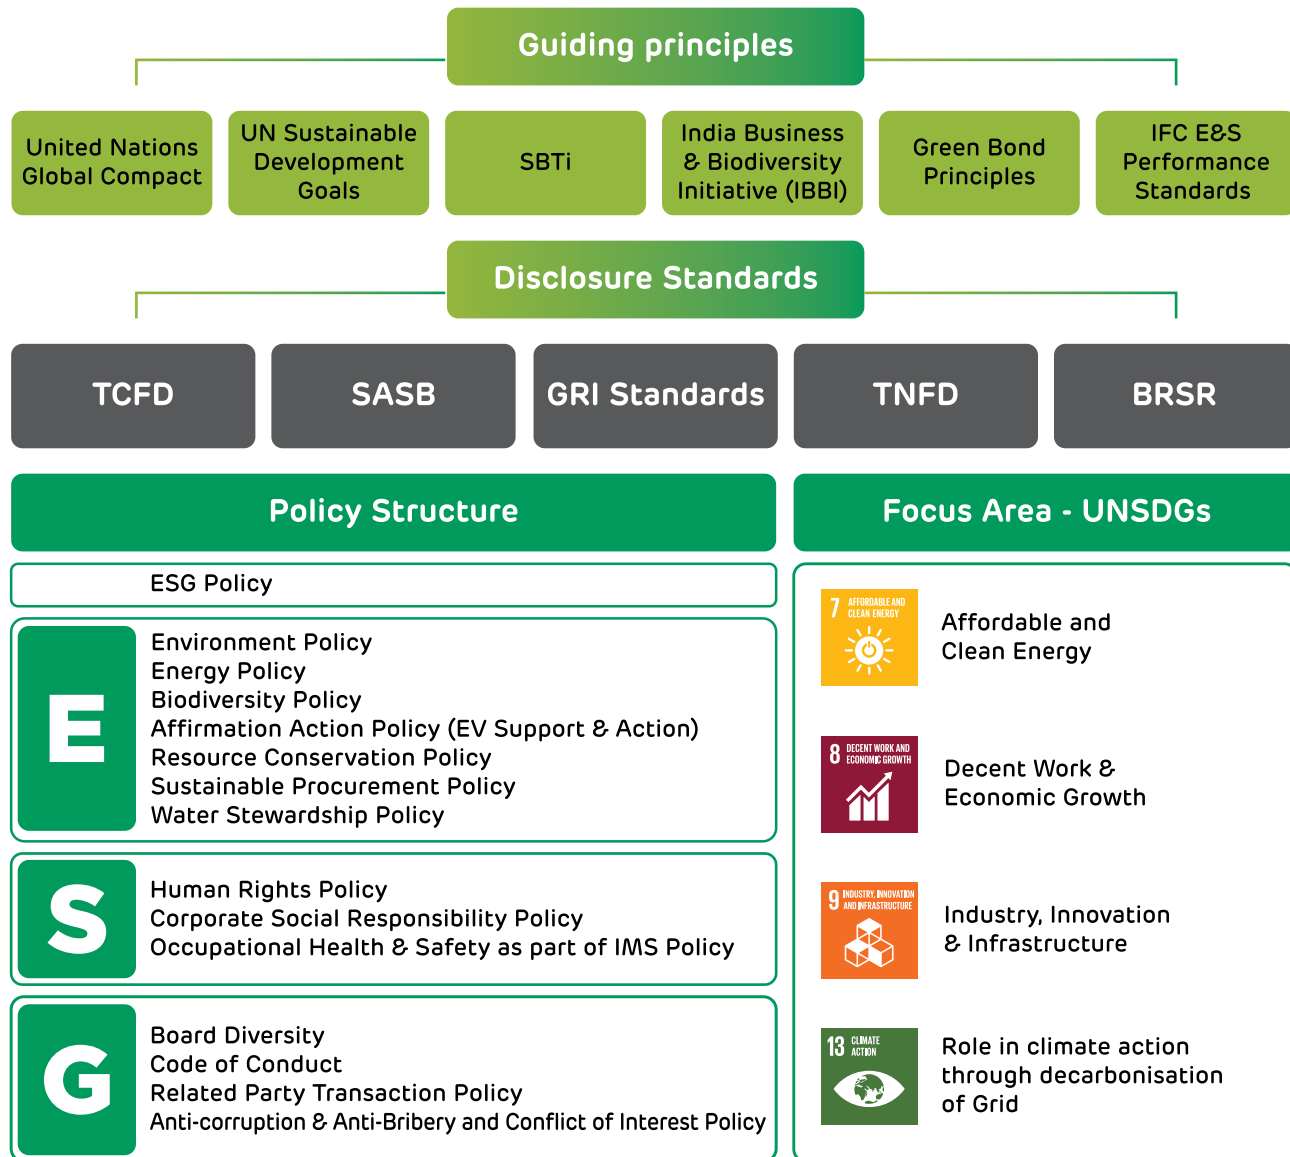 Guiding principles
United Nations
Global Compact
UN Sustainable
Development
Goals
SBTi
India Business
& Biodiversity
Initiative (IBBI)
Green Bond
Principles
IFC E&S
Performance
Standards
Disclosure Standards
TCFD
SASB
GRI Standards
TNFD
BRSR
Policy Structure
ESG Policy
E
Environment Policy
Energy Policy
Biodiversity Policy
Affirmation Action Policy (EV Support & Action)
Resource Conservation Policy
Sustainable Procurement Policy
Water Stewardship Policy
S
Human Rights Policy
Corporate Social Responsibility Policy
Occupational Health & Safety as part of IMS Policy
G
Board Diversity
Code of Conduct
Related Party Transaction Policy
Anti-corruption & Anti-Bribery and Conflict of Interest Policy
Focus Area - UNSDGs
7 AFFORDABLE AND
CLEAN ENERGY
Affordable and
Clean Energy
8 DECENT WORK AND
ECONOMIC GROWTH
Decent Work &
Economic Growth
9 INDUSTRY, INNOVATION
AND INFRASTRUCTURE
Industry, Innovation
& Infrastructure
13 CLIMATE
ACTION
Role in climate action
through decarbonisation
of Grid